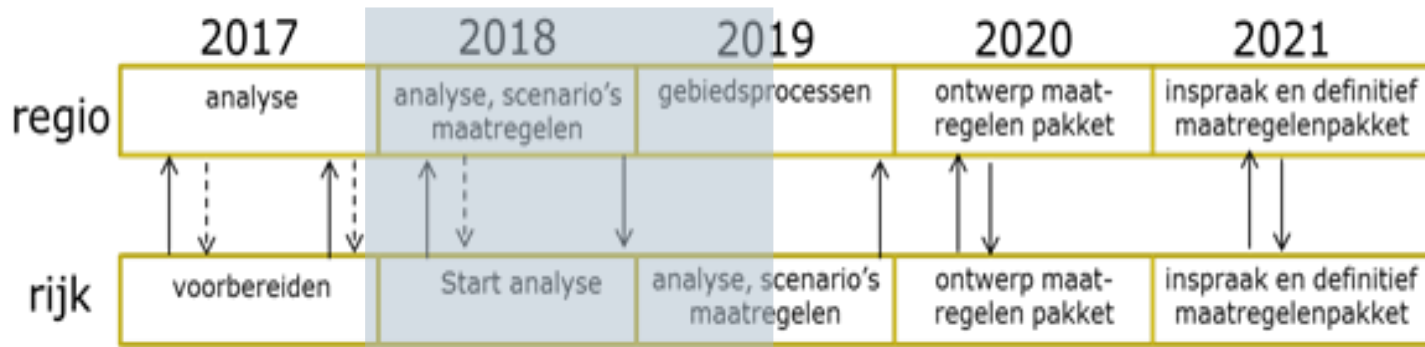 2017 2018 2019 2020 2021
regio
analyse
analyse, scenario's
maatregelen
gebiedsprocessen
ontwerp maat-
regelen pakket
inspraak en definitief
maatregelenpakket
rijk
voorbereiden
Start analyse
analyse, scenario's
maatregelen
ontwerp maat-
regelen pakket
inspraak en definitief
maatregelenpakket